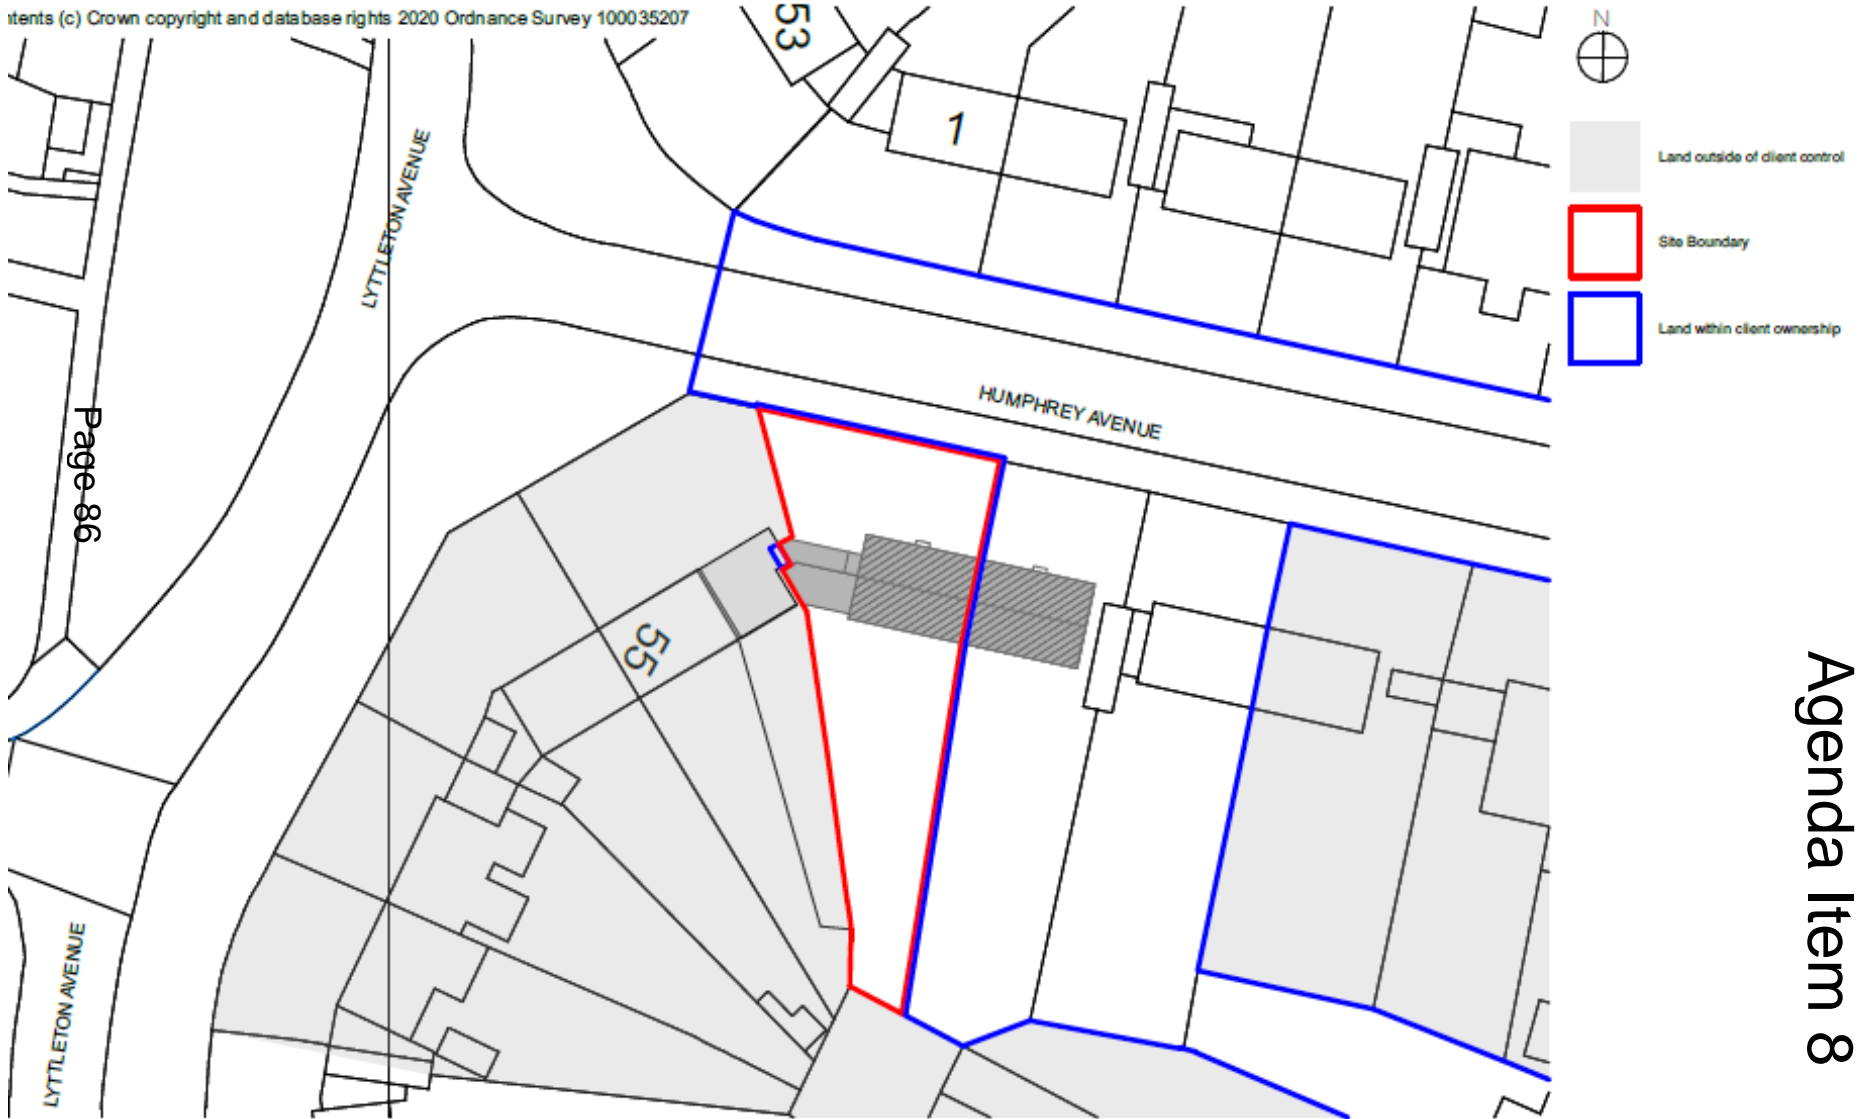 tents (c) Crown copyright and database rights 2020 Ordnance Survey 100035207
53
N
1
LYTTLETON AVENUE
Land outside of client control
Site Boundary
Land within client ownership
HUMPHREY AVENUE
Page 86
55
Agenda Item 8
LYTTLETON AVENUE